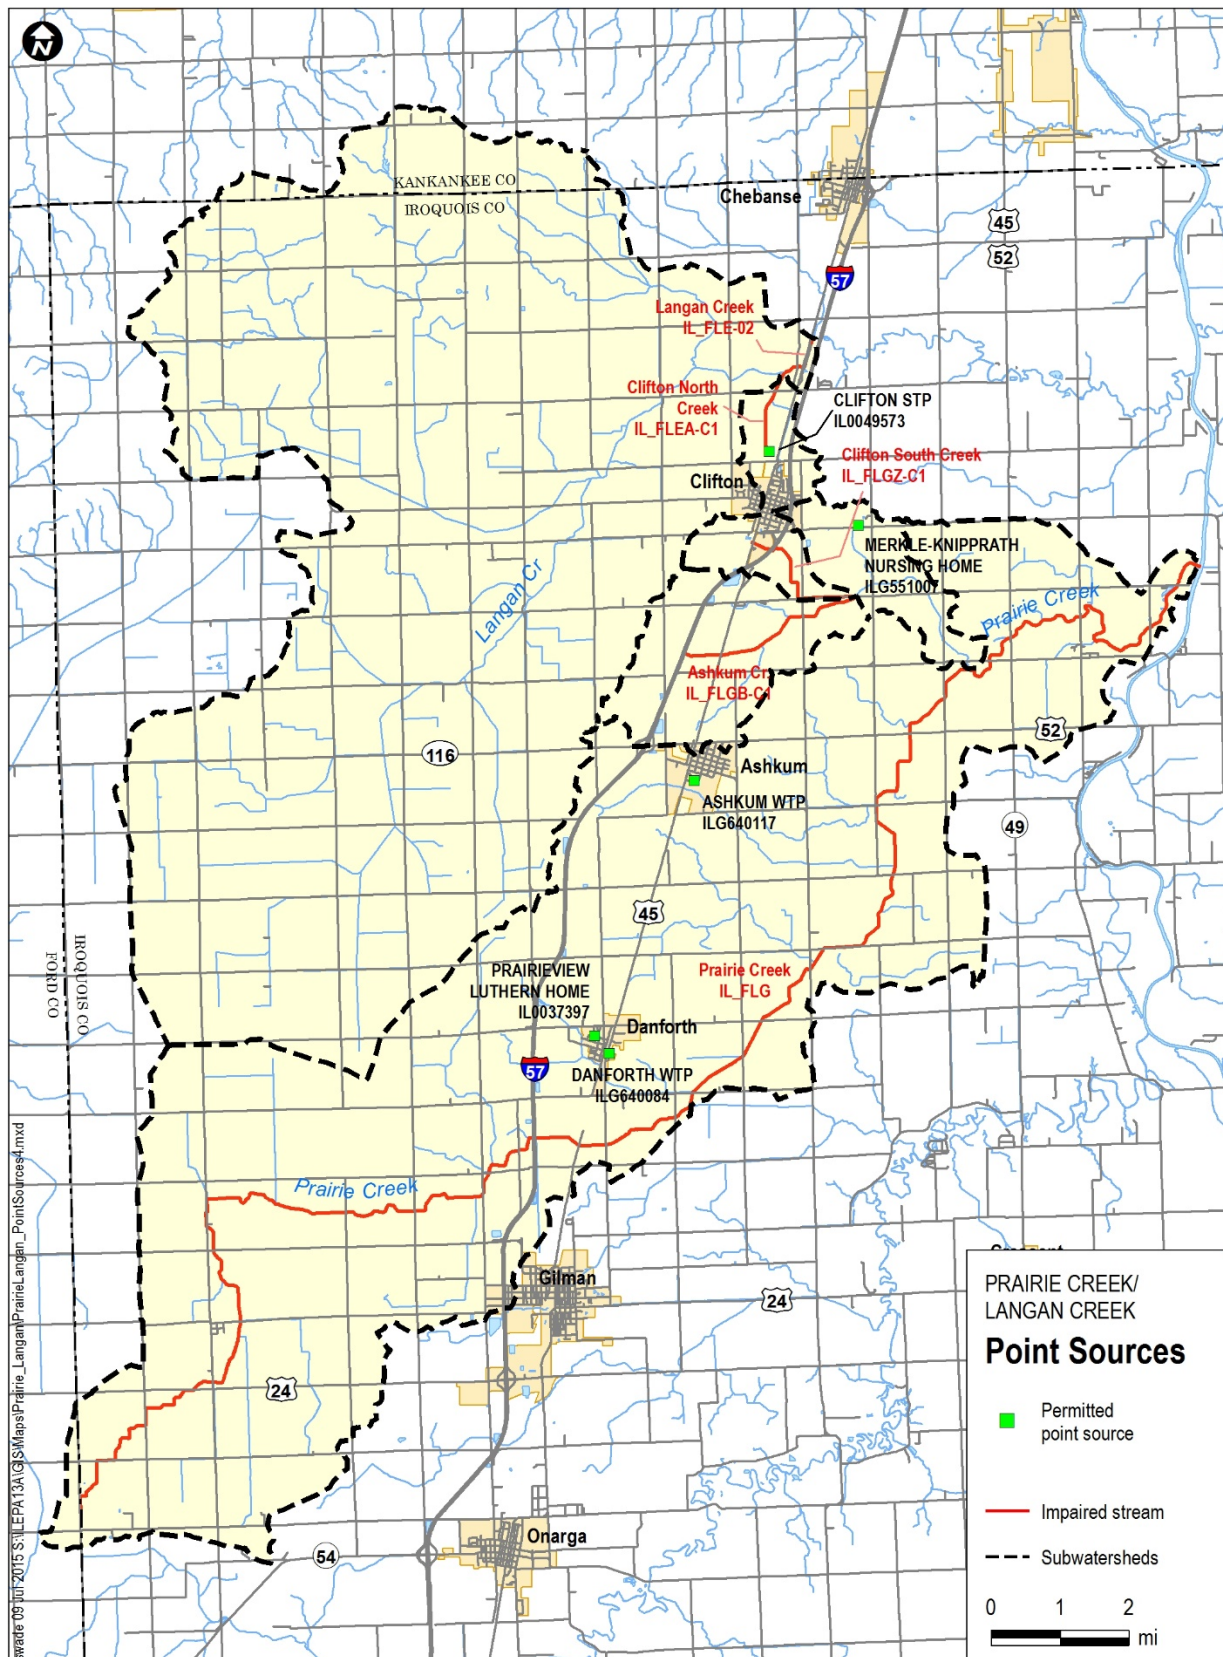 N
KANKANKEE CO
IROQUOIS CO
Chebanse
45
52
57
Langan Creek
IL_FLE-02
Clifton North
Creek
IL_FLEA-C1
CLIFTON STP
IL0049573
Clifton South Creek
IL_FLGZ-C1
Clifton
MERKLE-KNIPPRATH
NURSING HOME
ILG551007
Langan Cr
Prairie Creek
Ashkum Cr
IL_FLGB-C1
52
116
Ashkum
ASHKUM WTP
ILG640117
49
45
IROQUOIS CO
FORD CO
PRAIRIEVIEW
LUTHERN HOME
IL0037397
Prairie Creek
IL_FLG
Danforth
57
DANFORTH WTP
ILG640084
Prairie Creek
Gilman
24
24
Onarga
54
PRAIRIE CREEK/
LANGAN CREEK
Point Sources
Permitted
point source
Impaired stream
Subwatersheds
0 1 2
mi
swade 09 Jul 2015 S:\ILEPA13A\GIS\Maps\Prairie_Langan\PrairieLangan_PointSources4.mxd